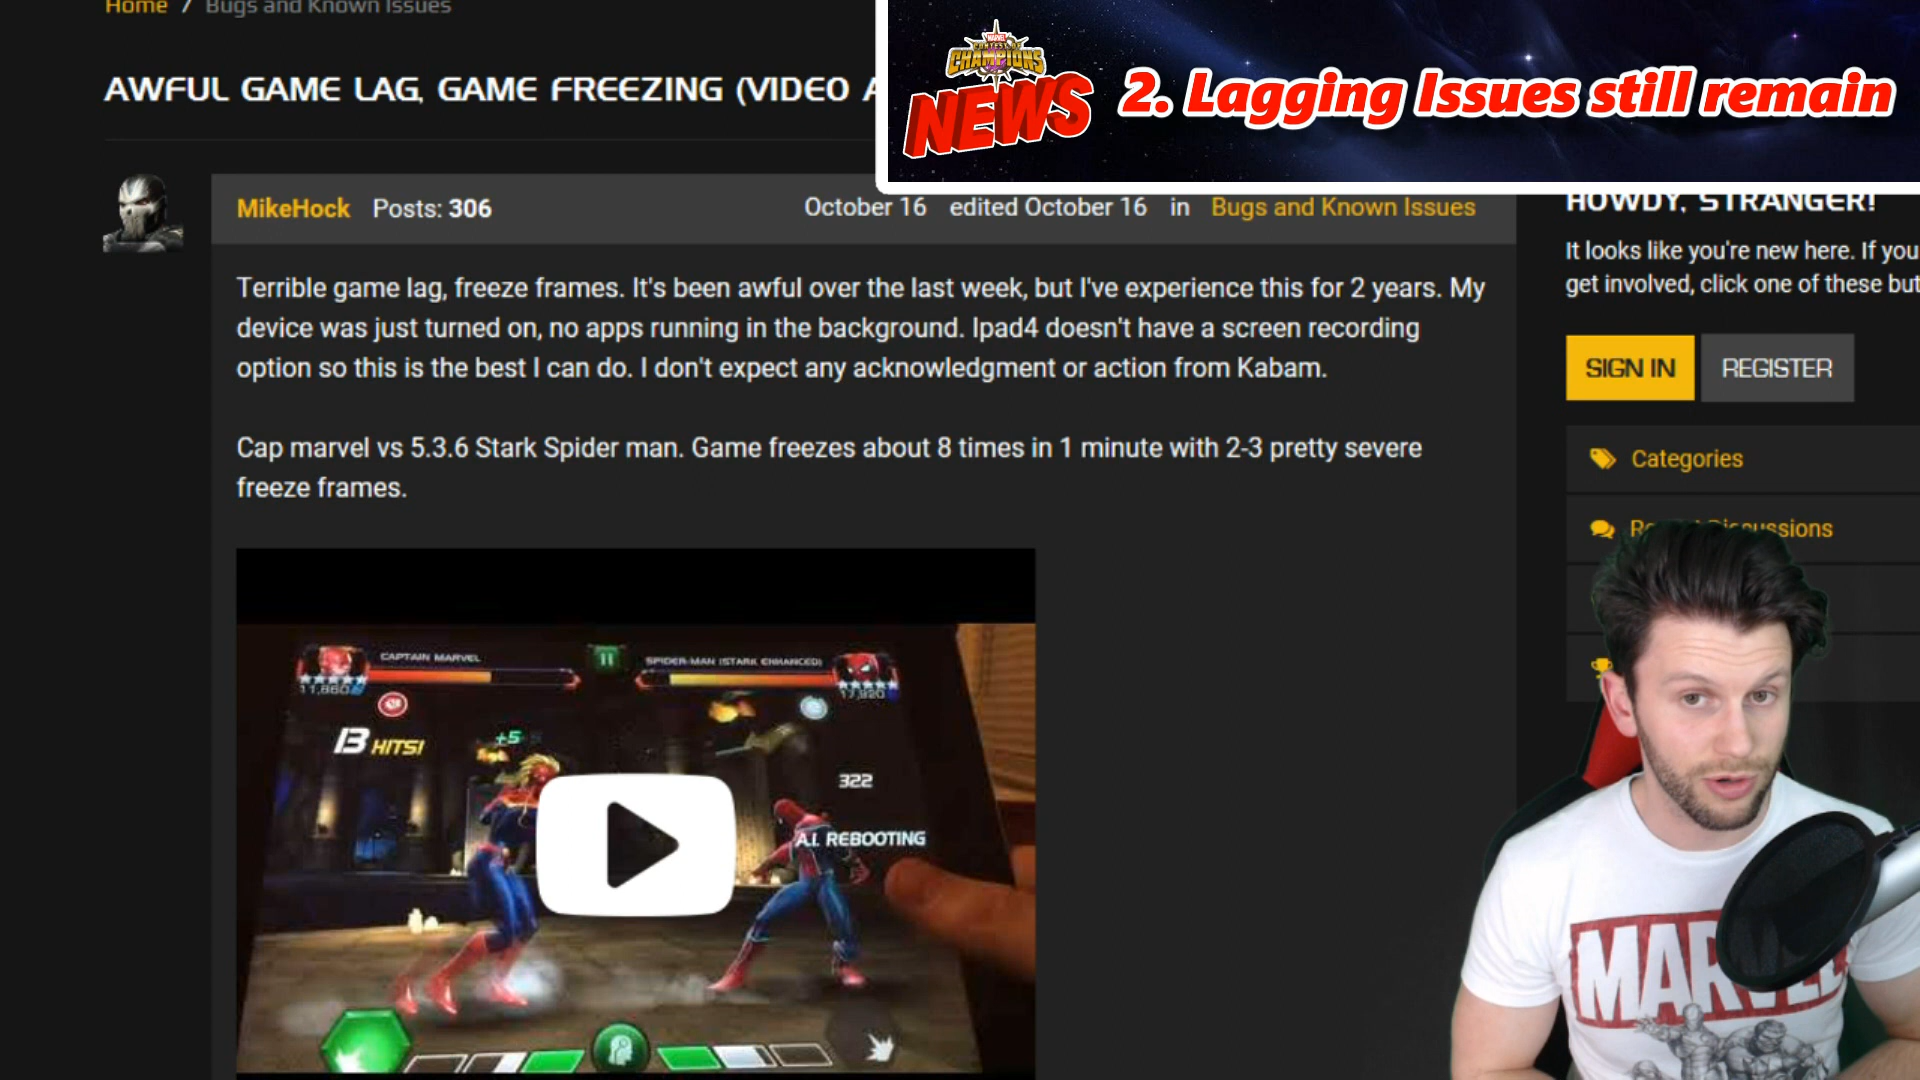 Home / Bugs and Known Issues
MARVEL
CONTEST OF
CHAMPIONS
NEWS
2. Lagging Issues still remain
AWFUL GAME LAG, GAME FREEZING (VIDEO
HOWDY, STRANGER!
MikeHock Posts: 306 October 16 edited October 16 in Bugs and Known Issues
It looks like you're new here. If you
get involved, click one of these but
Terrible game lag, freeze frames. It's been awful over the last week, but I've experience this for 2 years. My
device was just turned on, no apps running in the background. Ipad4 doesn't have a screen recording
option so this is the best I can do. I don't expect any acknowledgment or action from Kabam.
SIGN IN REGISTER
Cap marvel vs 5.3.6 Stark Spider man. Game freezes about 8 times in 1 minute with 2-3 pretty severe
freeze frames.
Categories
Discussions
CAPTAIN MARVEL
SPIDER-MAN (STARK ENHANCED)
11,860
17,920
13 HITS!
+5
322
A.I. REBOOTING
MARVEL